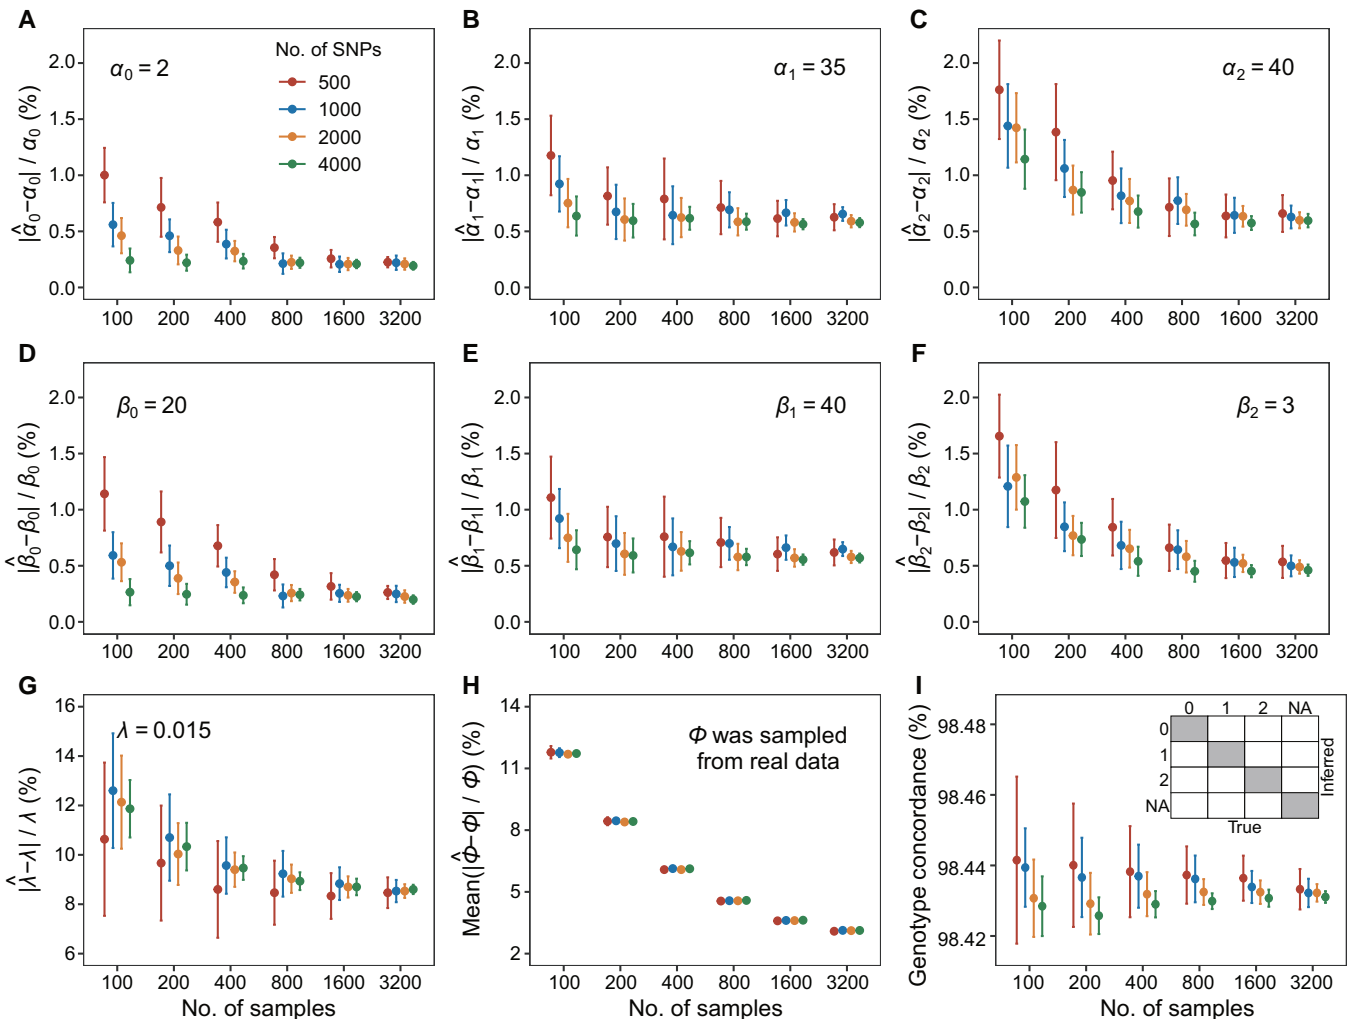 A
|α̂₀−α₀| / α₀ (%)
2.0
1.5
1.0
0.5
0.0
α₀ = 2
No. of SNPs
500
1000
2000
4000
100 200 400 800 1600 3200
B
|α̂₁−α₁| / α₁ (%)
2.0
1.5
1.0
0.5
0.0
α₁ = 35
100 200 400 800 1600 3200
C
|α̂₂−α₂| / α₂ (%)
2.0
1.5
1.0
0.5
0.0
α₂ = 40
100 200 400 800 1600 3200
D
|β̂₀−β₀| / β₀ (%)
2.0
1.5
1.0
0.5
0.0
β₀ = 20
100 200 400 800 1600 3200
E
|β̂₁−β₁| / β₁ (%)
2.0
1.5
1.0
0.5
0.0
β₁ = 40
100 200 400 800 1600 3200
F
|β̂₂−β₂| / β₂ (%)
2.0
1.5
1.0
0.5
0.0
β₂ = 3
100 200 400 800 1600 3200
G
|λ̂−λ| / λ (%)
16
14
12
10
8
6
λ = 0.015
100 200 400 800 1600 3200
No. of samples
H
Mean(|Φ̂−Φ| / Φ) (%)
14
11
8
5
2
Φ was sampled
from real data
100 200 400 800 1600 3200
No. of samples
I
Genotype concordance (%)
98.48
98.46
98.44
98.42
0 1 2 NA
0
1
2
NA
Inferred
True
100 200 400 800 1600 3200
No. of samples